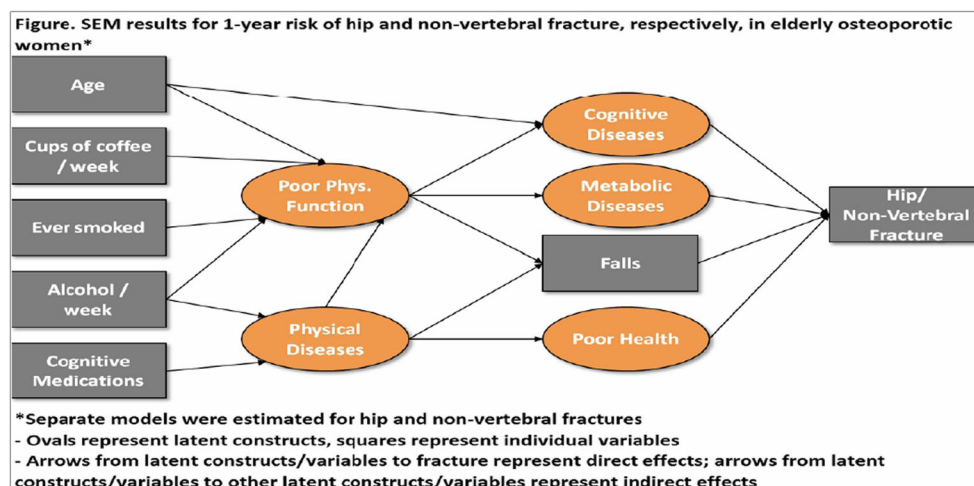 Figure. SEM results for 1-year risk of hip and non-vertebral fracture, respectively, in elderly osteoporotic
women*
Age
Cups of coffee
/ week
Ever smoked
Alcohol /
week
Cognitive
Medications
Poor Phys.
Function
Physical
Diseases
Cognitive
Diseases
Metabolic
Diseases
Falls
Poor Health
Hip/
Non-Vertebral
Fracture
*Separate models were estimated for hip and non-vertebral fractures
- Ovals represent latent constructs, squares represent individual variables
- Arrows from latent constructs/variables to fracture represent direct effects; arrows from latent
constructs/variables to other latent constructs/variables represent indirect effects